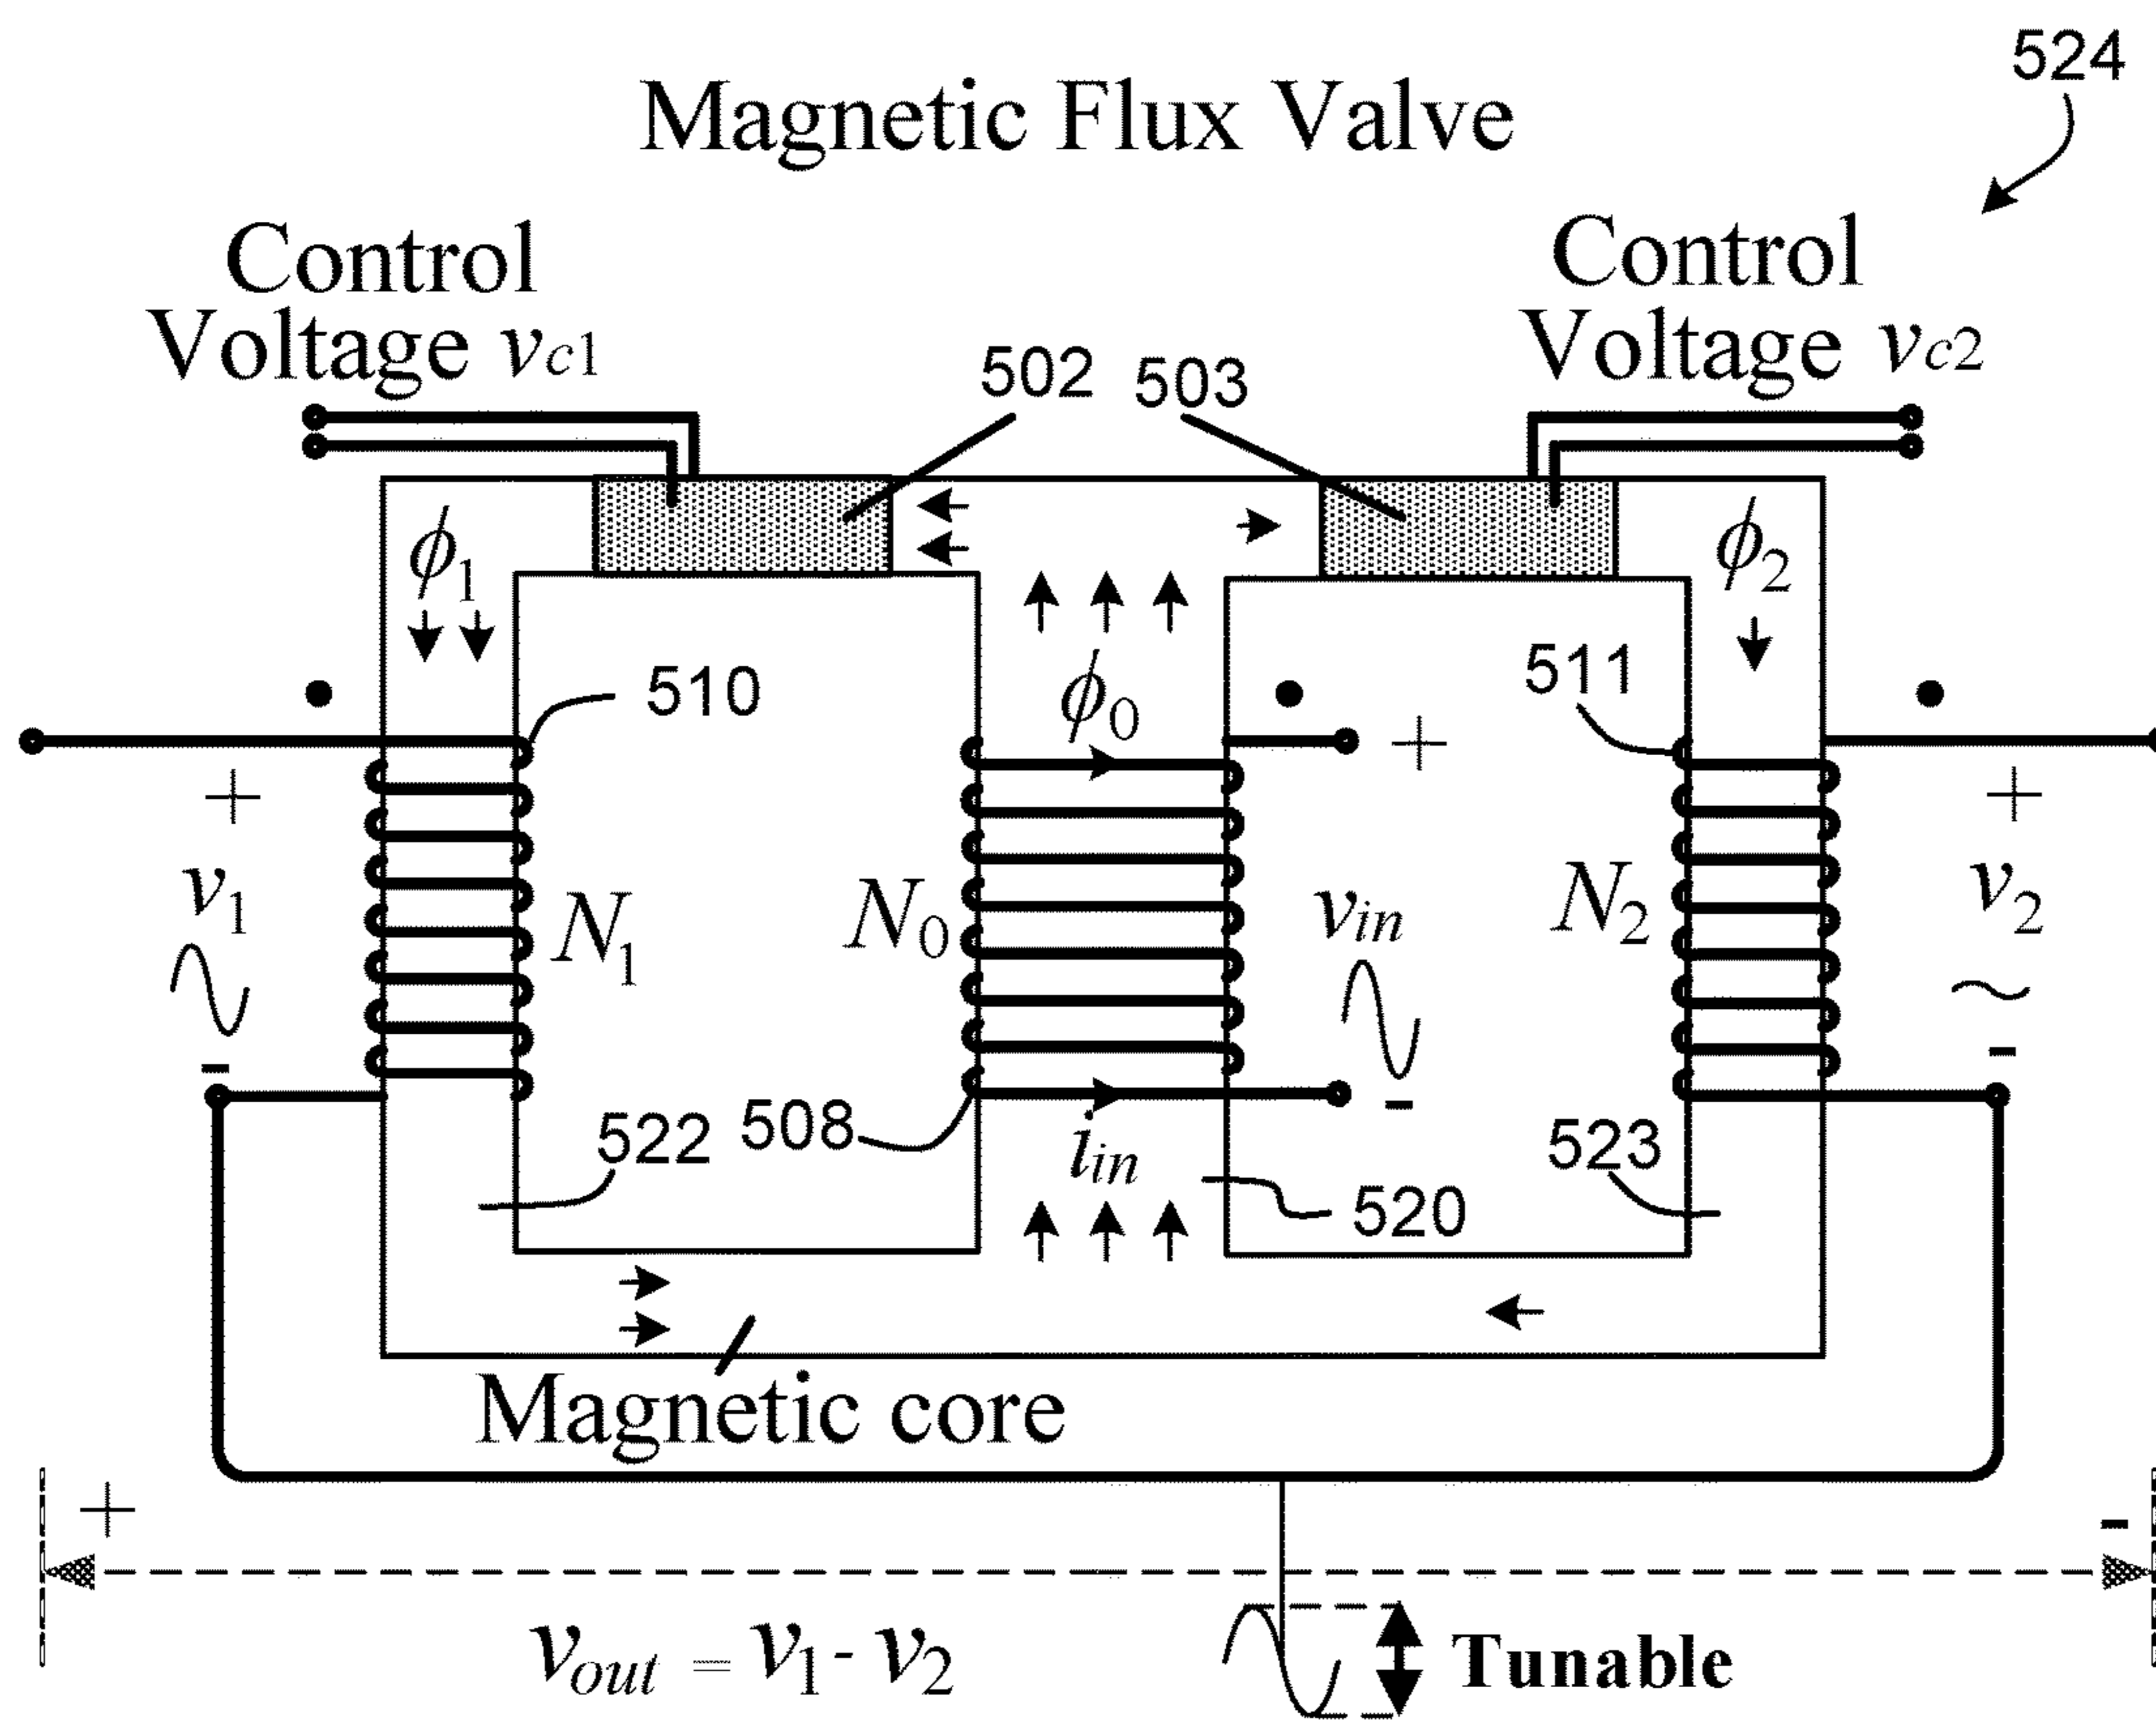 524
Magnetic Flux Valve
Control
Voltage vc1
Control
Voltage vc2
502
503
ϕ1
ϕ2
510
ϕ0
511
+
+
+
v1
N1
N0
vin
N2
v2
-
-
-
522
508
iin
520
523
Magnetic core
+
-
vout = v1 - v2
Tunable